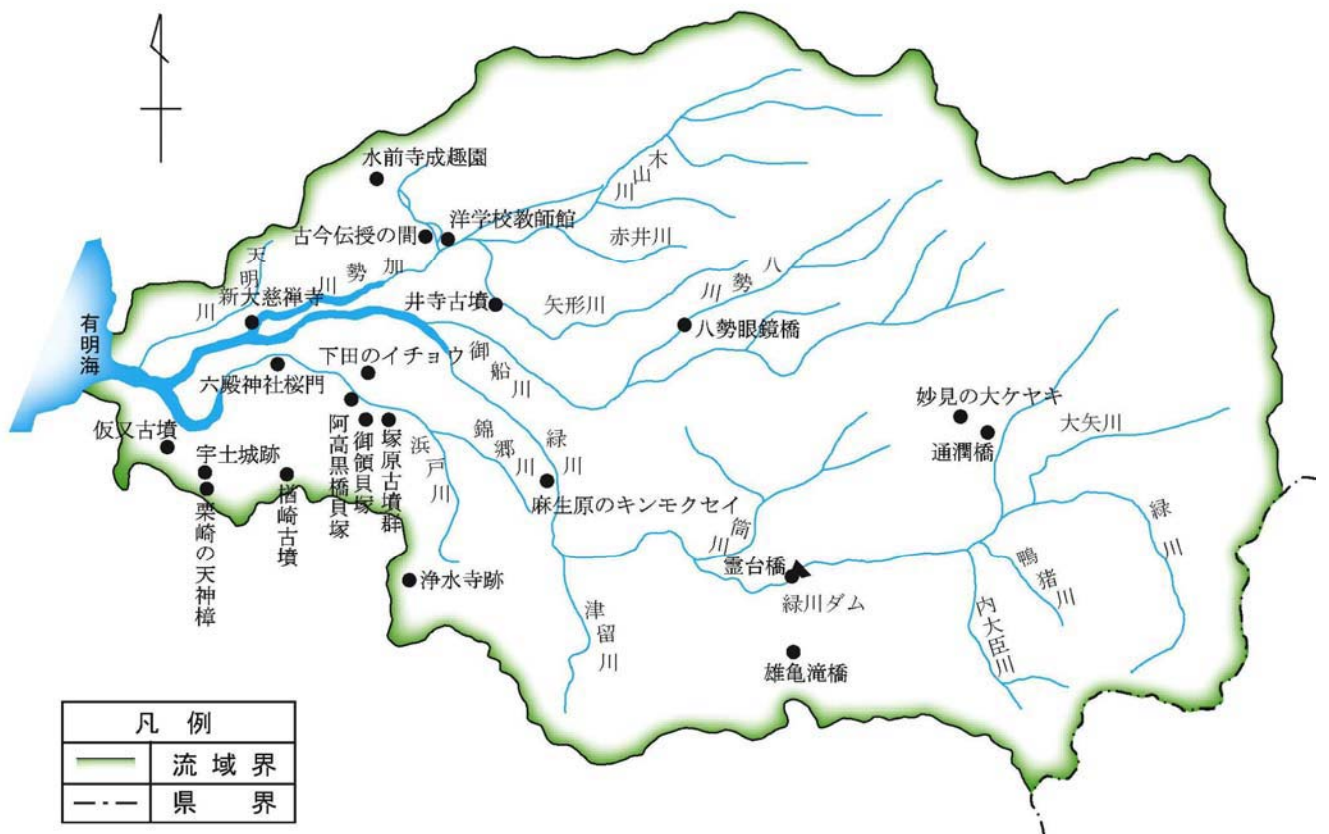 水前寺成趣園
木山川
洋学校教師館
古今伝授の間
赤井川
天明新川
加勢川
大慈禅寺
井寺古墳
矢形川
八勢川
八勢眼鏡橋
有明海
下田のイチョウ
御船川
六殿神社桜門
妙見の大ケヤキ
大矢川
通潤橋
仮又古墳
宇土城跡
栗崎の天神樟
楢崎古墳
阿高黒橋貝塚
御領貝塚
塚原古墳群
浜戸川
錦郷川
緑川
麻生原のキンモクセイ
筒川
霊台橋
緑川ダム
鴨猪川
緑川
内大臣川
浄水寺跡
津留川
雄亀滝橋
凡例
流域界
県界